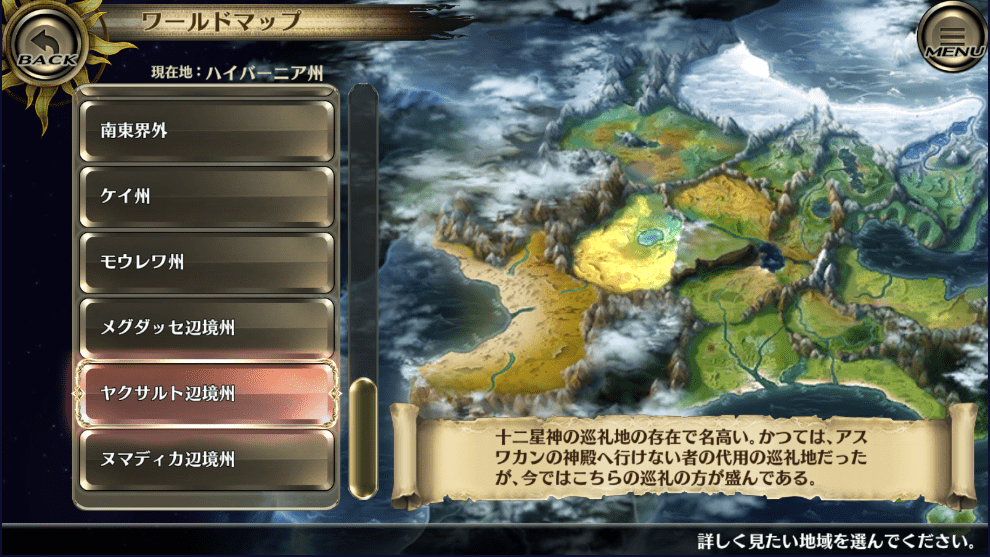 BACK
ワールドマップ
MENU
現在地：ハイバーニア州
南東界外
ケイ州
モウレワ州
メグダッセ辺境州
ヤクサルト辺境州
ヌマディカ辺境州
十二星神の巡礼地の存在で名高い。かつては、アス
ワカンの神殿へ行けない者の代用の巡礼地だった
が、今ではこちらの巡礼の方が盛んである。
詳しく見たい地域を選んでください。